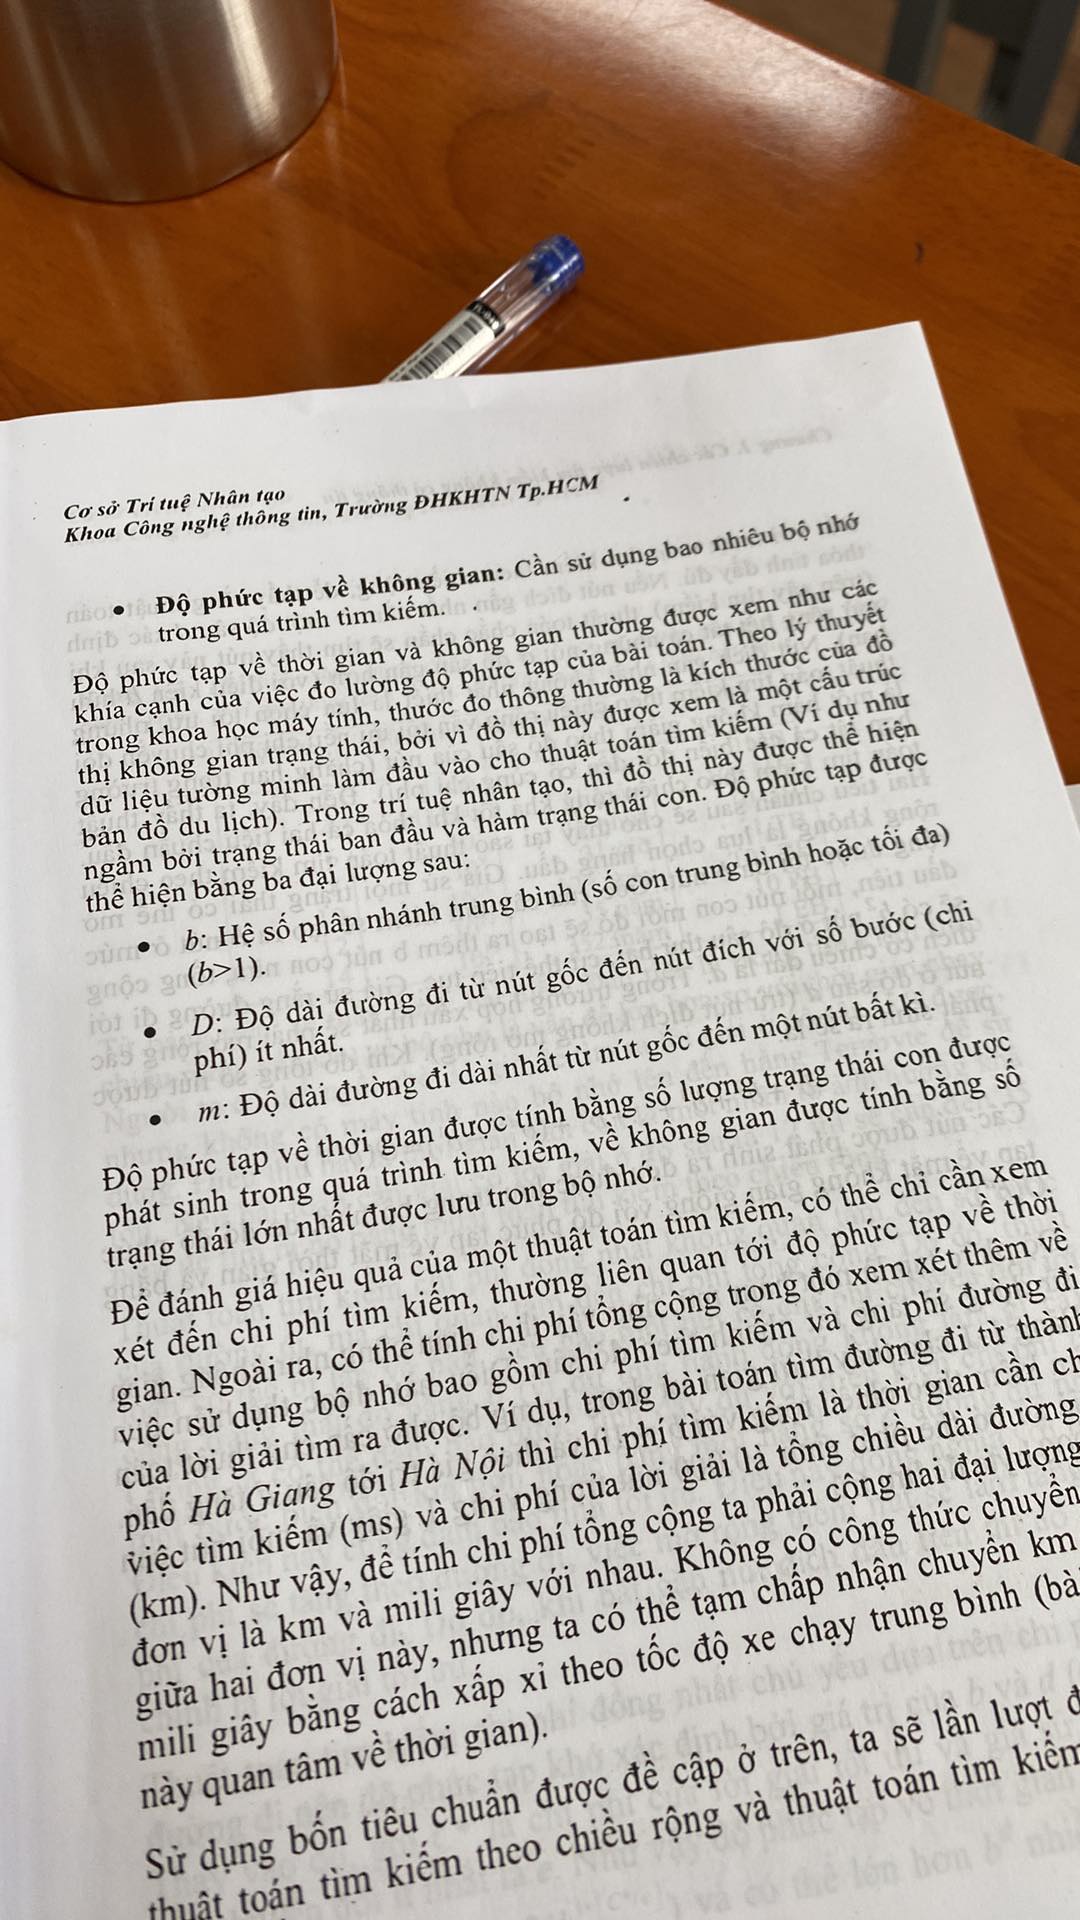 Cơ sở Trí tuệ Nhân tạo
Khoa Công nghệ thông tin, Trường ĐHKHTN Tp.HCM
• Độ phức tạp về không gian: Cần sử dụng bao nhiêu bộ nhớ
trong quá trình tìm kiếm.
Độ phức tạp về thời gian và không gian thường được xem như các
khía cạnh của việc đo lường độ phức tạp của bài toán. Theo lý thuyết
trong khoa học máy tính, thước đo thông thường là kích thước của đồ
thị không gian trạng thái, bởi vì đồ thị này được xem là một cấu trúc
dữ liệu tường minh làm đầu vào cho thuật toán tìm kiếm (Ví dụ như
bản đồ du lịch). Trong trí tuệ nhân tạo, thì đồ thị này được thể hiện
ngầm bởi trạng thái ban đầu và hàm trạng thái con. Độ phức tạp được
thể hiện bằng ba đại lượng sau:
• b: Hệ số phân nhánh trung bình (số con trung bình hoặc tối đa)
(b>1).
• D: Độ dài đường đi từ nút gốc đến nút đích với số bước (chi
phí) ít nhất.
• m: Độ dài đường đi dài nhất từ nút gốc đến một nút bất kì.
Độ phức tạp về thời gian được tính bằng số lượng trạng thái con được
phát sinh trong quá trình tìm kiếm, về không gian được tính bằng số
trạng thái lớn nhất được lưu trong bộ nhớ.
Để đánh giá hiệu quả của một thuật toán tìm kiếm, có thể chỉ cần xem
xét đến chi phí tìm kiếm, thường liên quan tới độ phức tạp về thời
gian. Ngoài ra, có thể tính chi phí tổng cộng trong đó xem xét thêm về
việc sử dụng bộ nhớ bao gồm chi phí tìm kiếm và chi phí đường đi
của lời giải tìm ra được. Ví dụ, trong bài toán tìm đường đi từ thành
phố Hà Giang tới Hà Nội thì chi phí tìm kiếm là thời gian cần ch
việc tìm kiếm (ms) và chi phí của lời giải là tổng chiều dài đường
(km). Như vậy, để tính chi phí tổng cộng ta phải cộng hai đại lượng
đơn vị là km và mili giây với nhau. Không có công thức chuyển
giữa hai đơn vị này, nhưng ta có thể tạm chấp nhận chuyển km
mili giây bằng cách xấp xỉ theo tốc độ xe chạy trung bình (bà
này quan tâm về thời gian).
Sử dụng bốn tiêu chuẩn được đề cập ở trên, ta sẽ lần lượt đ
thuật toán tìm kiếm theo chiều rộng và thuật toán tìm kiếm